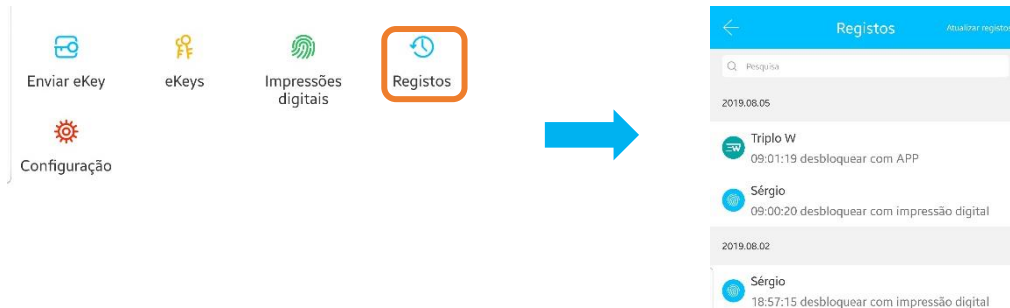 Enviar eKey
eKeys
Impressões
digitais
Registos
Configuração
Registos
Atualizar registos
Pesquisa
2019.08.05
Triplo W
09:01:19 desbloquear com APP
Sérgio
09:00:20 desbloquear com impressão digital
2019.08.02
Sérgio
18:57:15 desbloquear com impressão digital